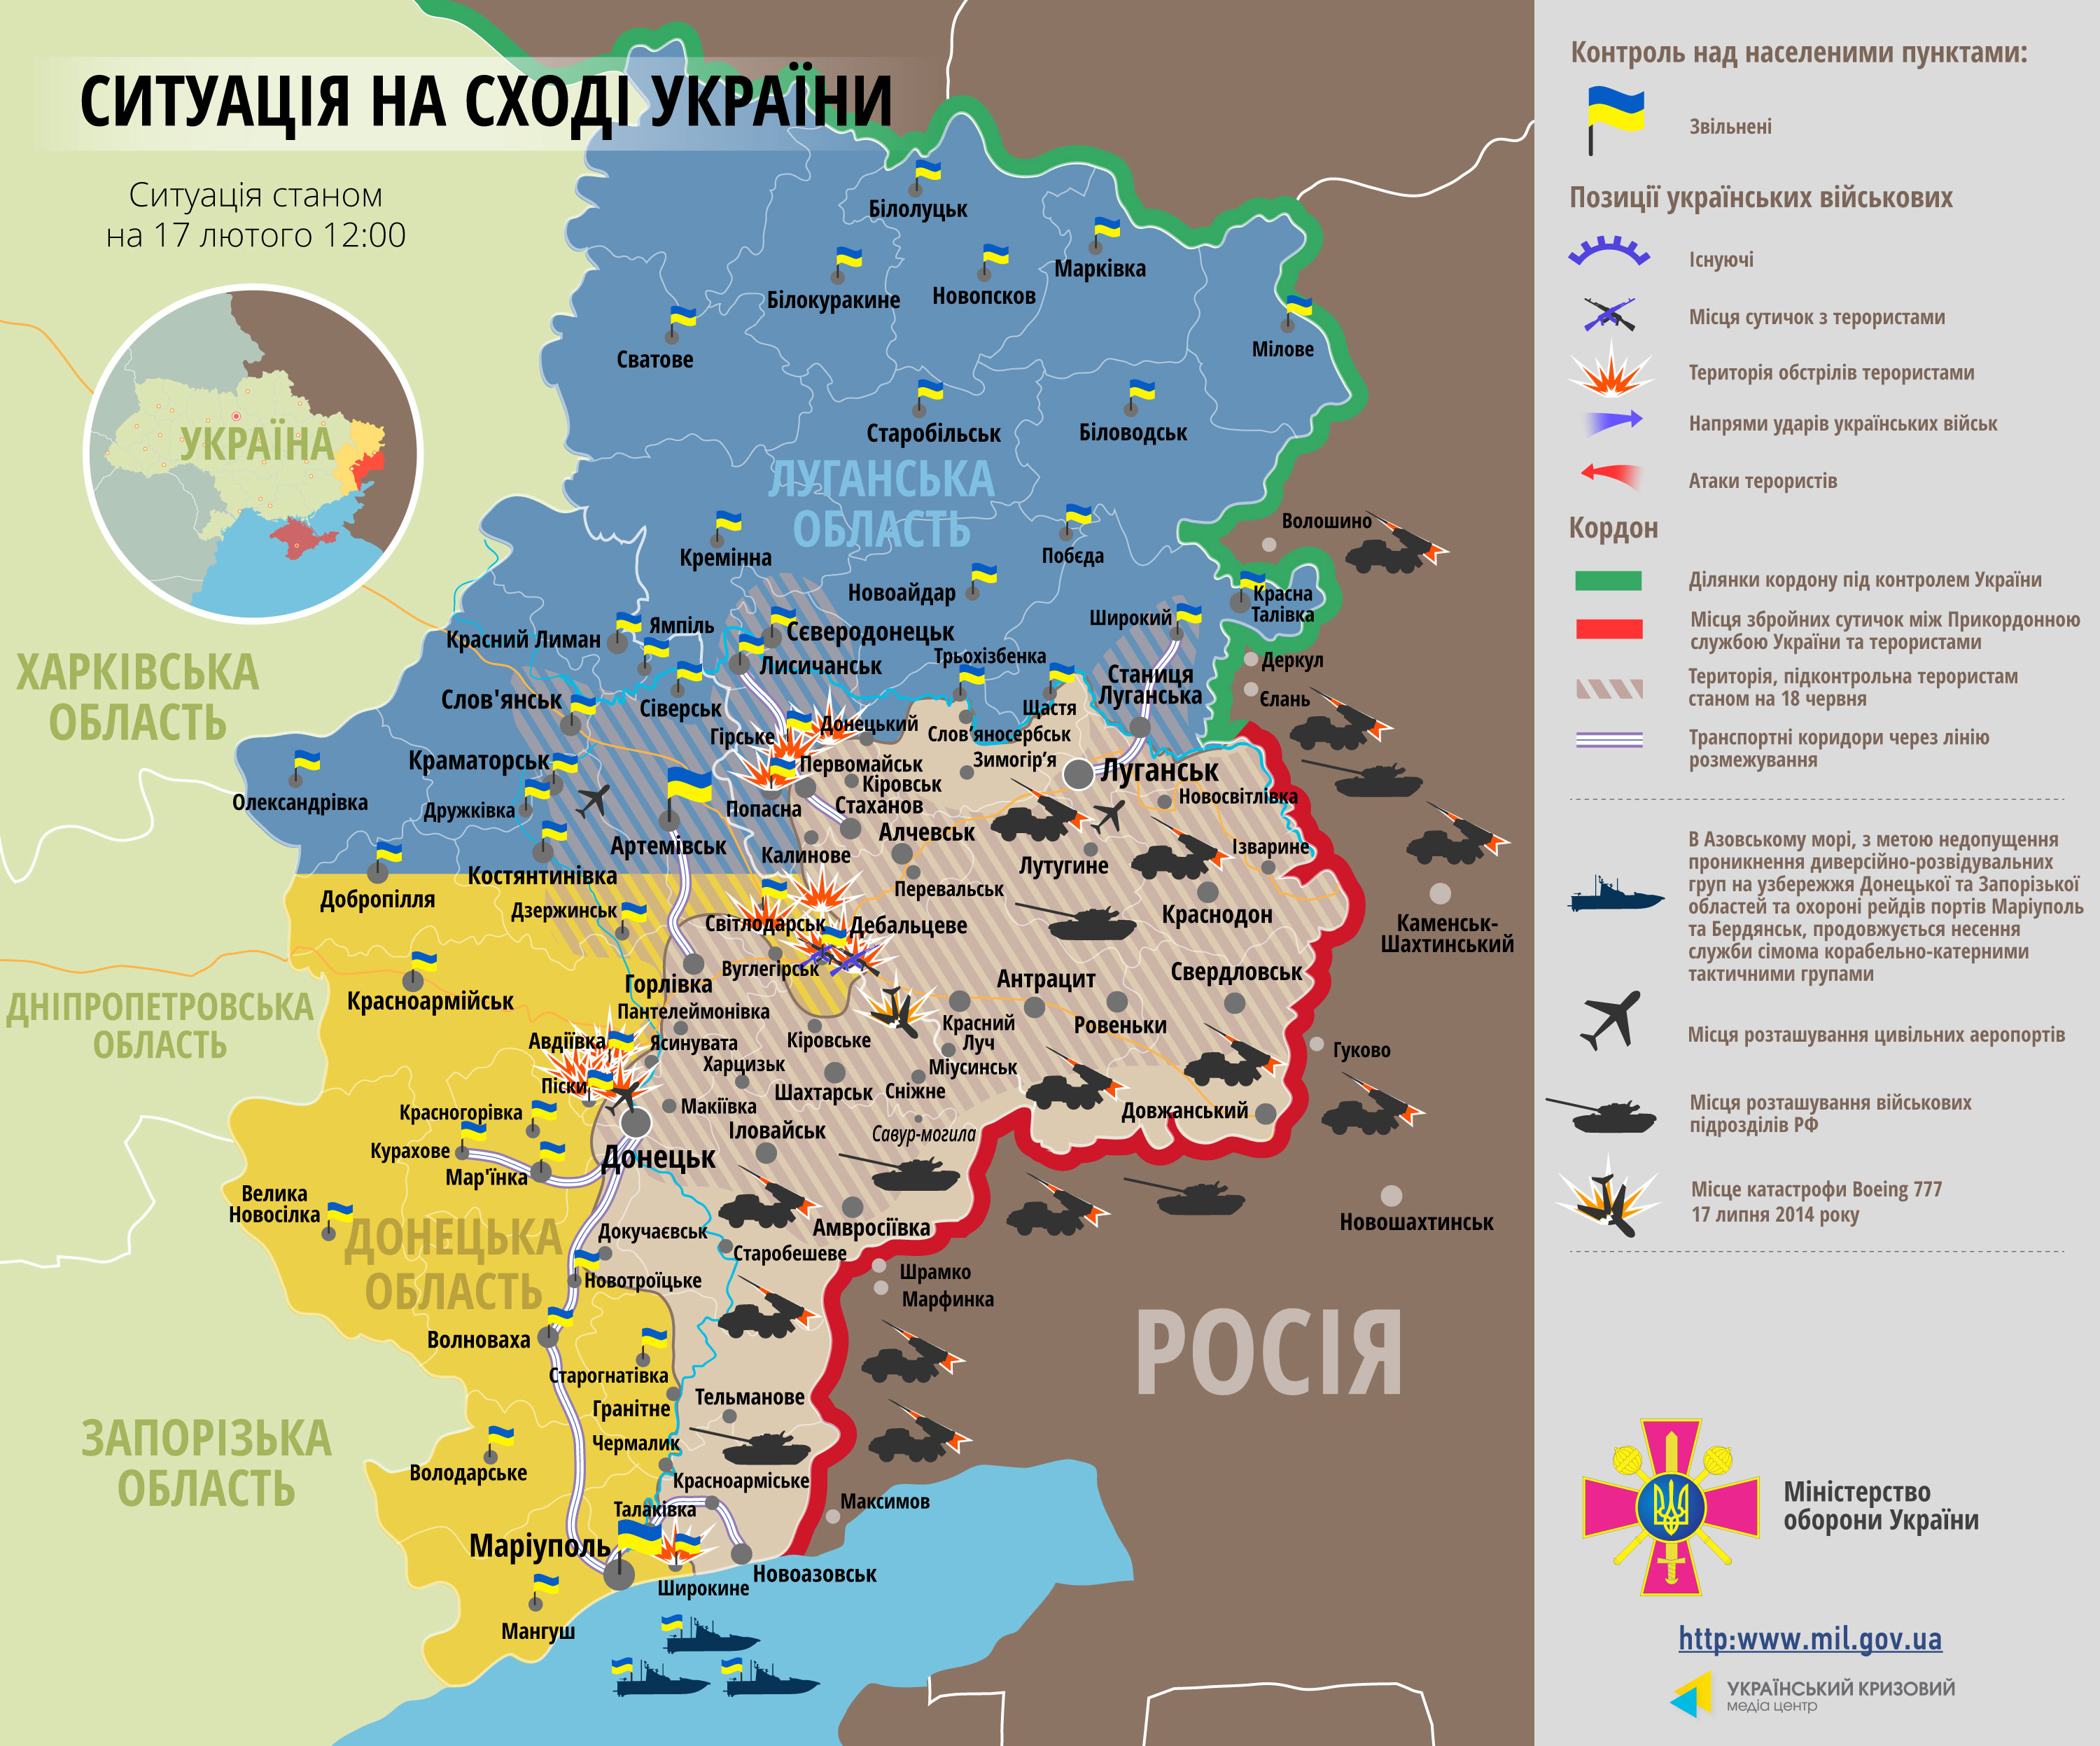 СИТУАЦІЯ НА СХОДІ УКРАЇНИ
Ситуація станом
на 17 лютого 12:00
УКРАЇНА
ХАРКІВСЬКА
ОБЛАСТЬ
ДНІПРОПЕТРОВСЬКА
ОБЛАСТЬ
ЗАПОРІЗЬКА
ОБЛАСТЬ
ЛУГАНСЬКА
ОБЛАСТЬ
ДОНЕЦЬКА
ОБЛАСТЬ
РОСІЯ
Білолуцьк
Білокуракине
Новопсков
Марківка
Мілове
Сватове
Старобільськ
Біловодськ
Кремінна
Побєда
Новоайдар
Волошино
Красна
Талівка
Широкий
Красний Лиман
Ямпіль
Сєверодонецьк
Лисичанськ
Трьохізбенка
Станиця
Луганська
Деркул
Єлань
Слов'янськ
Сіверськ
Щастя
Гірське
Донецький
Слов'яносербськ
Зимогір'я
Краматорськ
Первомайськ
Кіровськ
Луганськ
Олександрівка
Дружківка
Попасна
Стаханов
Новосвітлівка
Артемівськ
Калинове
Алчевськ
Лутугине
Ізварине
Костянтинівка
Добропілля
Перевальськ
Дзержинськ
Світлодарськ
Дебальцеве
Краснодон
Каменськ-
Шахтинський
Вуглегірськ
Горлівка
Антрацит
Свердловськ
Красноармійськ
Пантелеймонівка
Красний
Луч
Ровеньки
Авдіївка
Ясинувата
Кіровське
Гуково
Харцизьк
Міусинськ
Піски
Шахтарськ
Сніжне
Красногорівка
Макіївка
Довжанський
Іловайськ
Савур-могила
Курахове
Мар'їнка
Донецьк
Велика
Новосілка
Амвросіївка
Новошахтинськ
Докучаєвськ
Старобешеве
Новотроїцьке
Шрамко
Марфинка
Волноваха
Старогнатівка
Гранітне
Тельманове
Чермалик
Володарське
Красноарміське
Талаківка
Максимов
Маріуполь
Широкине
Новоазовськ
Мангуш
Контроль над населеними пунктами:
Звільнені
Позиції українських військових
Існуючі
Місця сутичок з терористами
Територія обстрілів терористами
Напрями ударів українських військ
Атаки терористів
Кордон
Ділянки кордону під контролем України
Місця збройних сутичок між Прикордонною
службою України та терористами
Територія, підконтрольна терористам
станом на 18 червня
Транспортні коридори через лінію
розмежування
В Азовському морі, з метою недопущення
проникнення диверсійно-розвідувальних
груп на узбережжя Донецької та Запорізької
областей та охороні рейдів портів Маріуполь
та Бердянськ, продовжується несення
служби сімома корабельно-катерними
тактичними групами
Місця розташування цивільних аеропортів
Місця розташування військових
підрозділів РФ
Місце катастрофи Boeing 777
17 липня 2014 року
Міністерство
оборони України
http:www.mil.gov.ua
УКРАЇНСЬКИЙ КРИЗОВИЙ
медіа центр